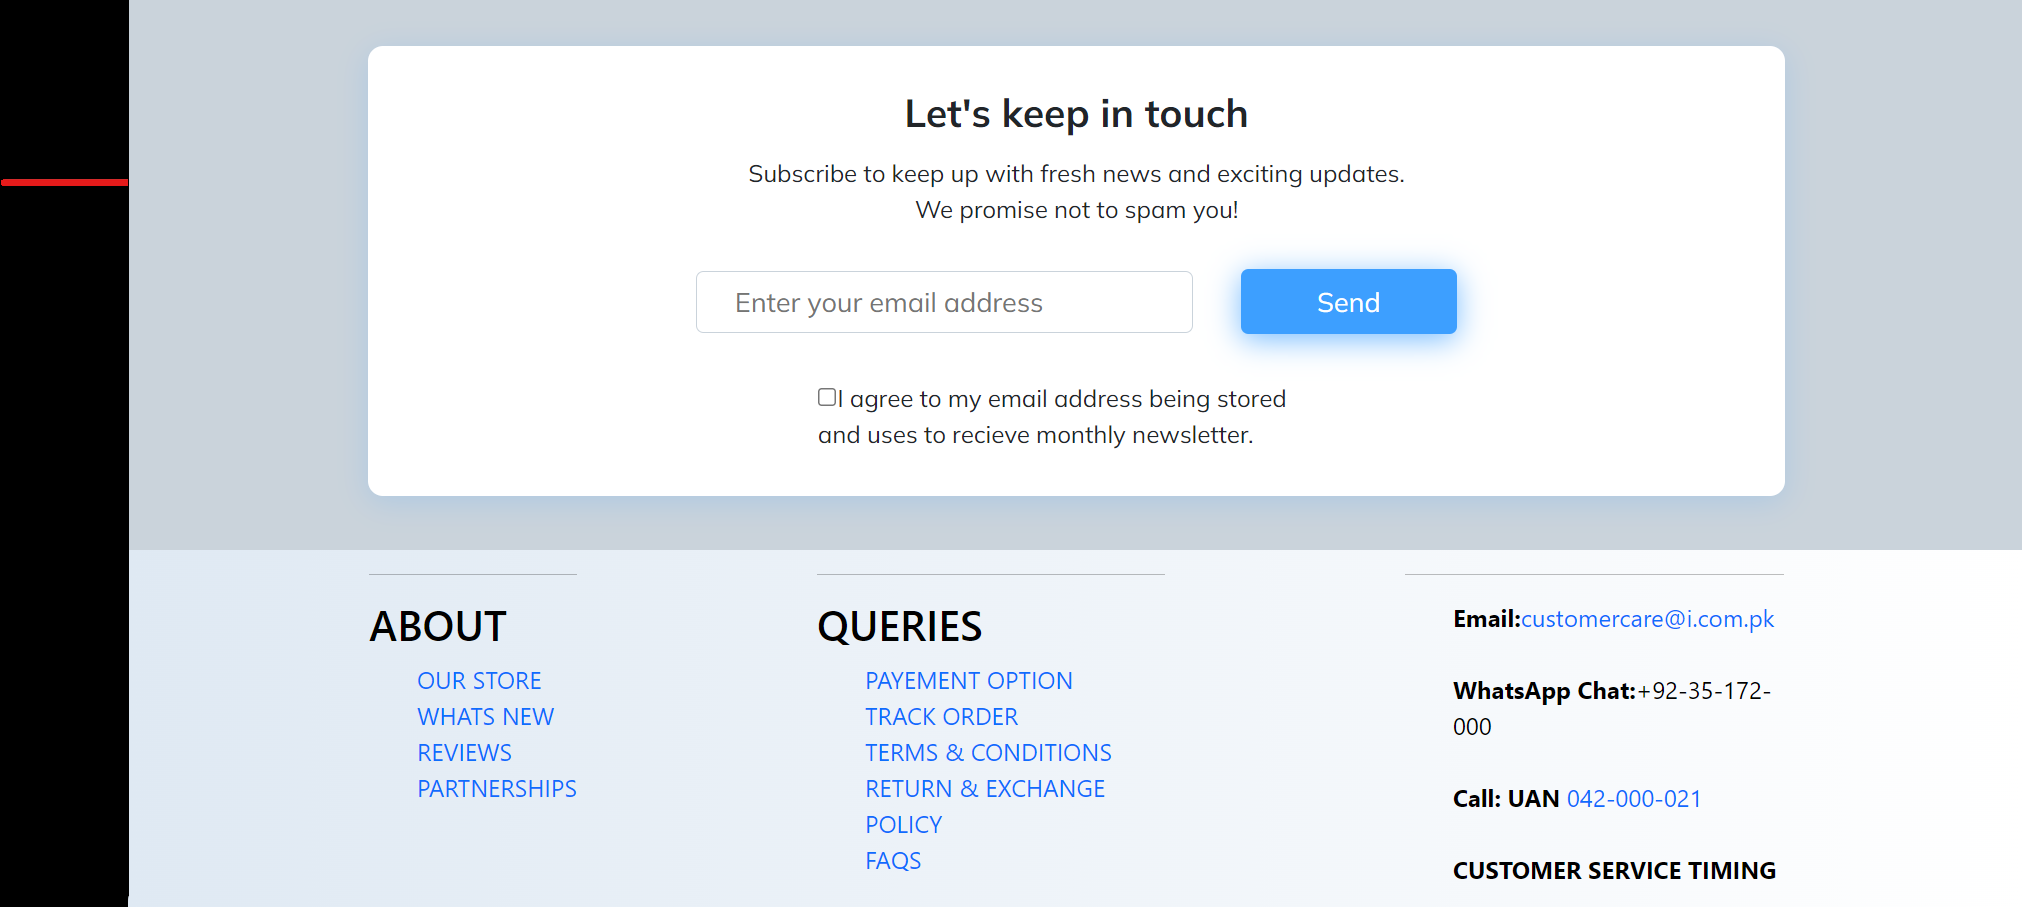 Let's keep in touch
Subscribe to keep up with fresh news and exciting updates.
We promise not to spam you!
Enter your email address
Send
I agree to my email address being stored
and uses to recieve monthly newsletter.
ABOUT
OUR STORE
WHATS NEW
REVIEWS
PARTNERSHIPS
QUERIES
PAYEMENT OPTION
TRACK ORDER
TERMS & CONDITIONS
RETURN & EXCHANGE
POLICY
FAQS
Email:customercare@i.com.pk
WhatsApp Chat:+92-35-172-
000
Call: UAN 042-000-021
CUSTOMER SERVICE TIMING